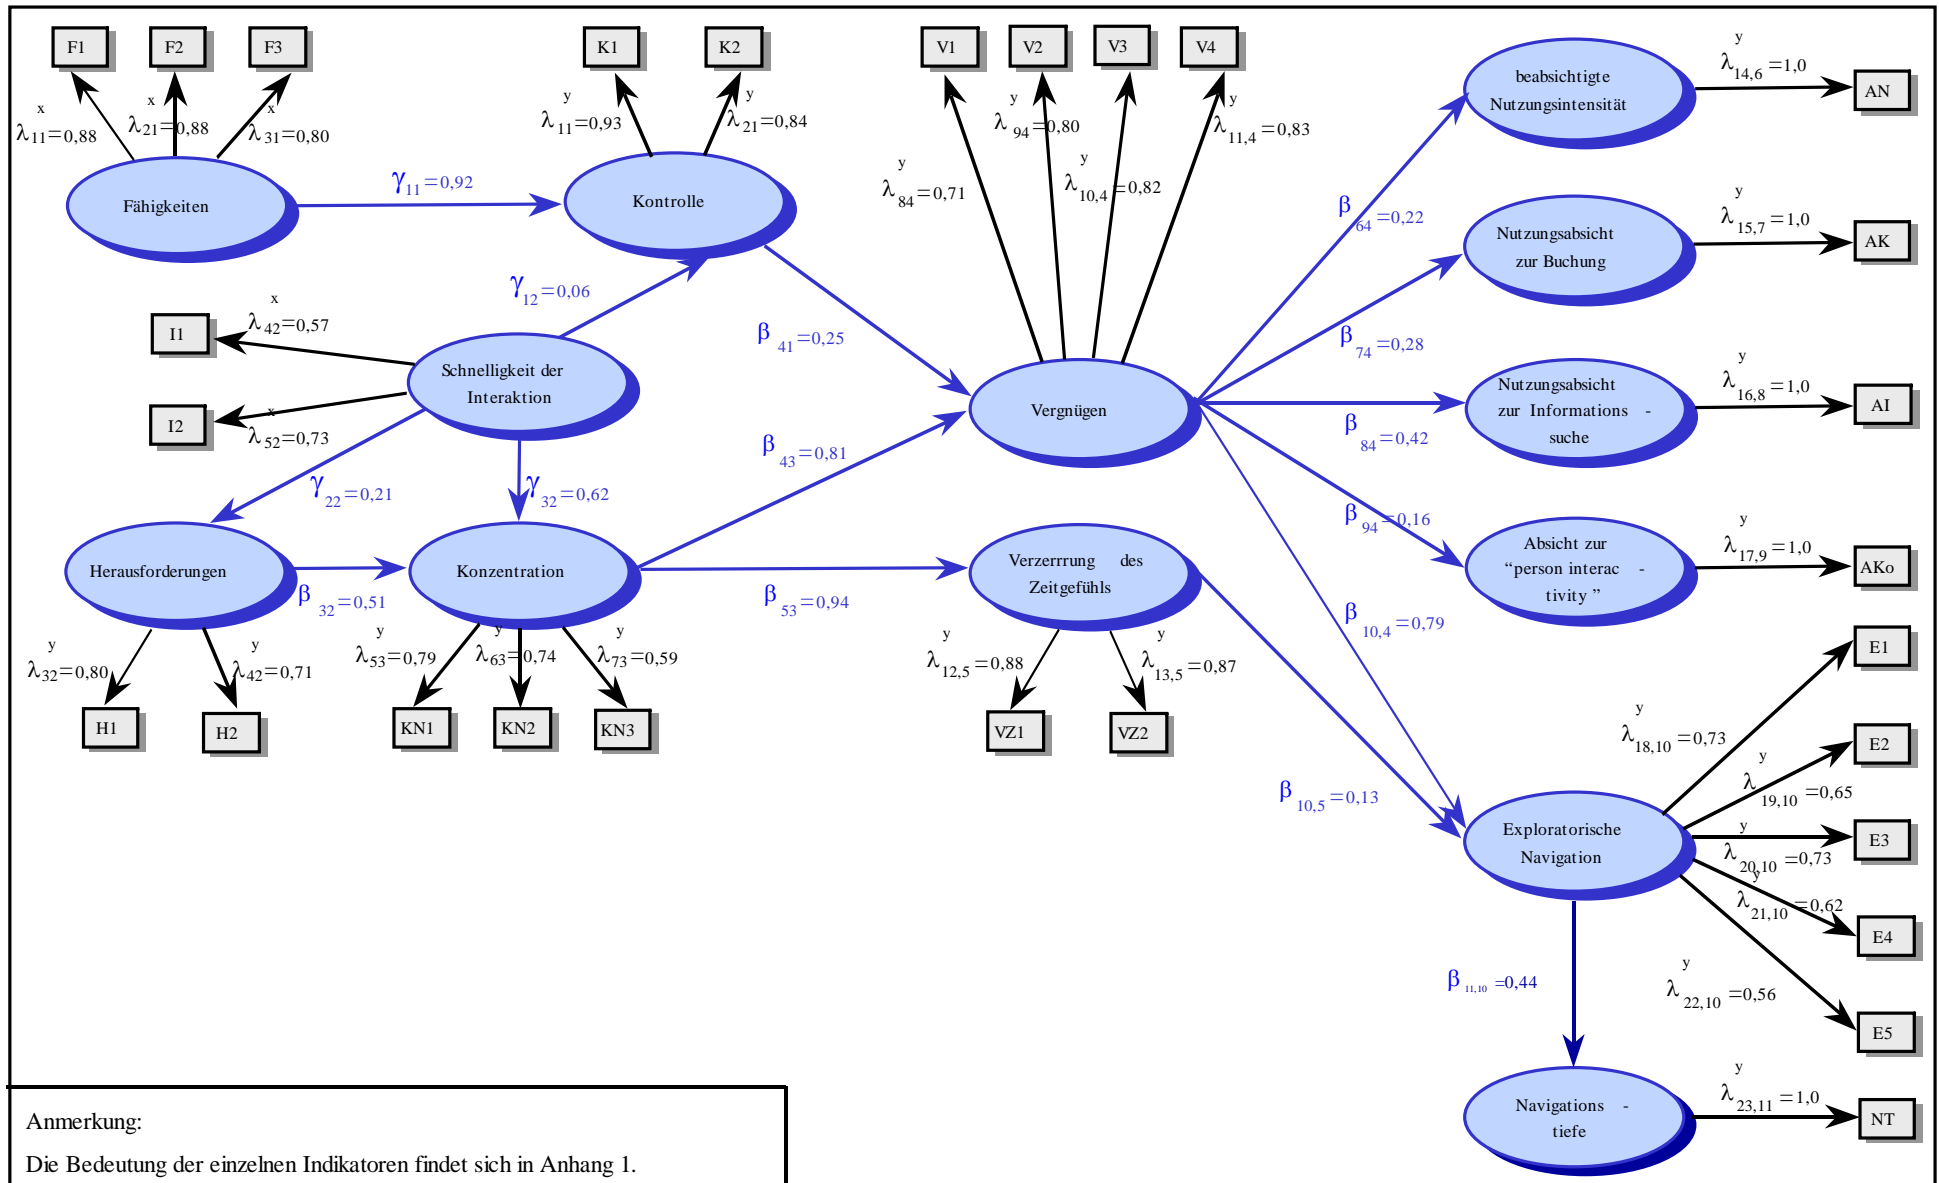 F1
F2
F3
K1
K2
V1
V2
V3
V4
x
λ11=0,88
x
λ21=0,88
x
λ31=0,80
y
λ11=0,93
y
λ21=0,84
y
λ84=0,71
y
λ94=0,80
y
λ10,4=0,82
y
λ11,4=0,83
Fähigkeiten
γ11=0,92
Kontrolle
beabsichtigte
Nutzungsintensität
y
λ14,6=1,0
AN
β64=0,22
Nutzungsabsicht
zur Buchung
y
λ15,7=1,0
AK
γ12=0,06
I1
x
λ42=0,57
I2
x
λ52=0,73
Schnelligkeit der
Interaktion
β41=0,25
Vergnügen
β74=0,28
Nutzungsabsicht
zur Informations -
suche
y
λ16,8=1,0
AI
β84=0,42
β43=0,81
γ22=0,21
γ32=0,62
β94=0,16
Absicht zur
“person interac -
tivity ”
y
λ17,9=1,0
AKo
Herausforderungen
β32=0,51
Konzentration
β53=0,94
Verzerrrung des
Zeitgefühls
β10,4=0,79
y
λ32=0,80
y
λ42=0,71
y
λ53=0,79
y
λ63=0,74
y
λ73=0,59
y
λ12,5=0,88
y
λ13,5=0,87
H1
H2
KN1
KN2
KN3
VZ1
VZ2
E1
y
λ18,10=0,73
E2
y
λ19,10=0,65
β10,5=0,13
Exploratorische
Navigation
E3
y
λ20,10=0,73
y
λ21,10=0,62
E4
y
λ22,10=0,56
E5
β11,10=0,44
Navigations -
tiefe
y
λ23,11=1,0
NT
Anmerkung:
Die Bedeutung der einzelnen Indikatoren findet sich in Anhang 1.